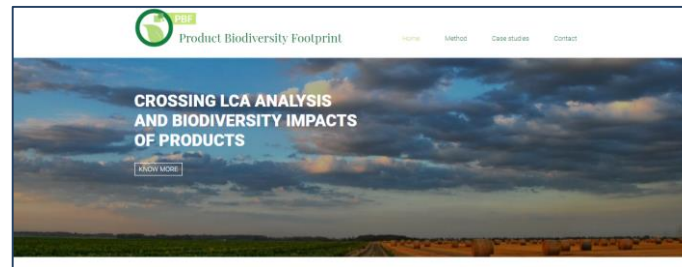 PBF
Product Biodiversity Footprint
Home Method Case studies Contact
CROSSING LCA ANALYSIS
AND BIODIVERSITY IMPACTS
OF PRODUCTS
KNOW MORE